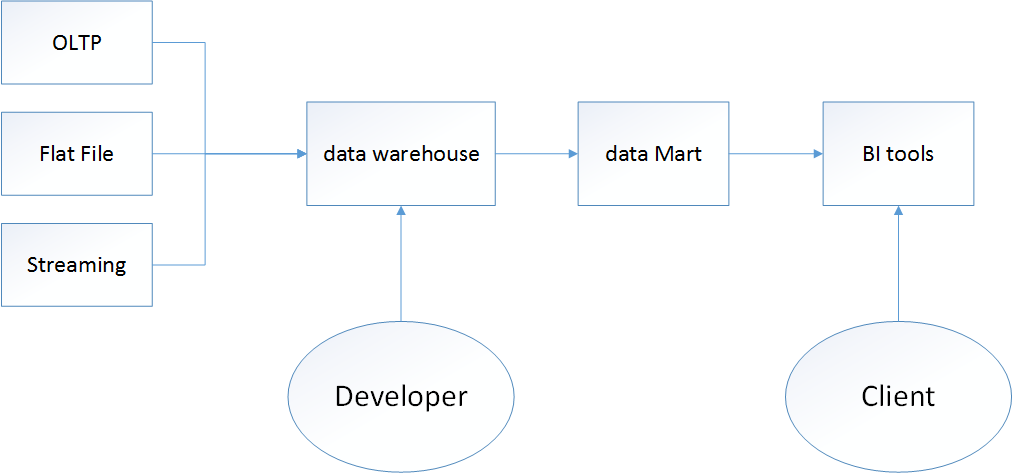 OLTP
Flat File
Streaming
data warehouse
data Mart
BI tools
Developer
Client